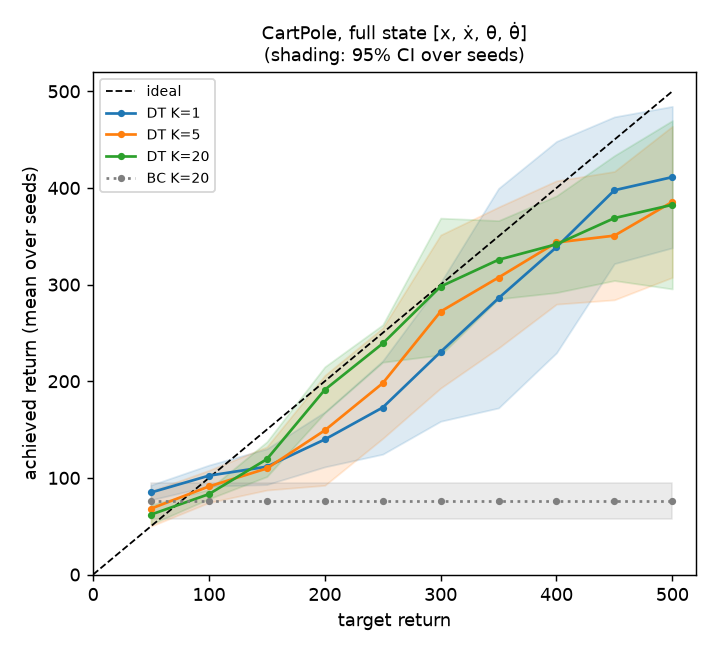 CartPole, full state [x, ẋ, θ, θ̇]
(shading: 95% CI over seeds)
ideal
DT K=1
DT K=5
DT K=20
BC K=20
achieved return (mean over seeds)
500
400
300
200
100
0
0 100 200 300 400 500
target return